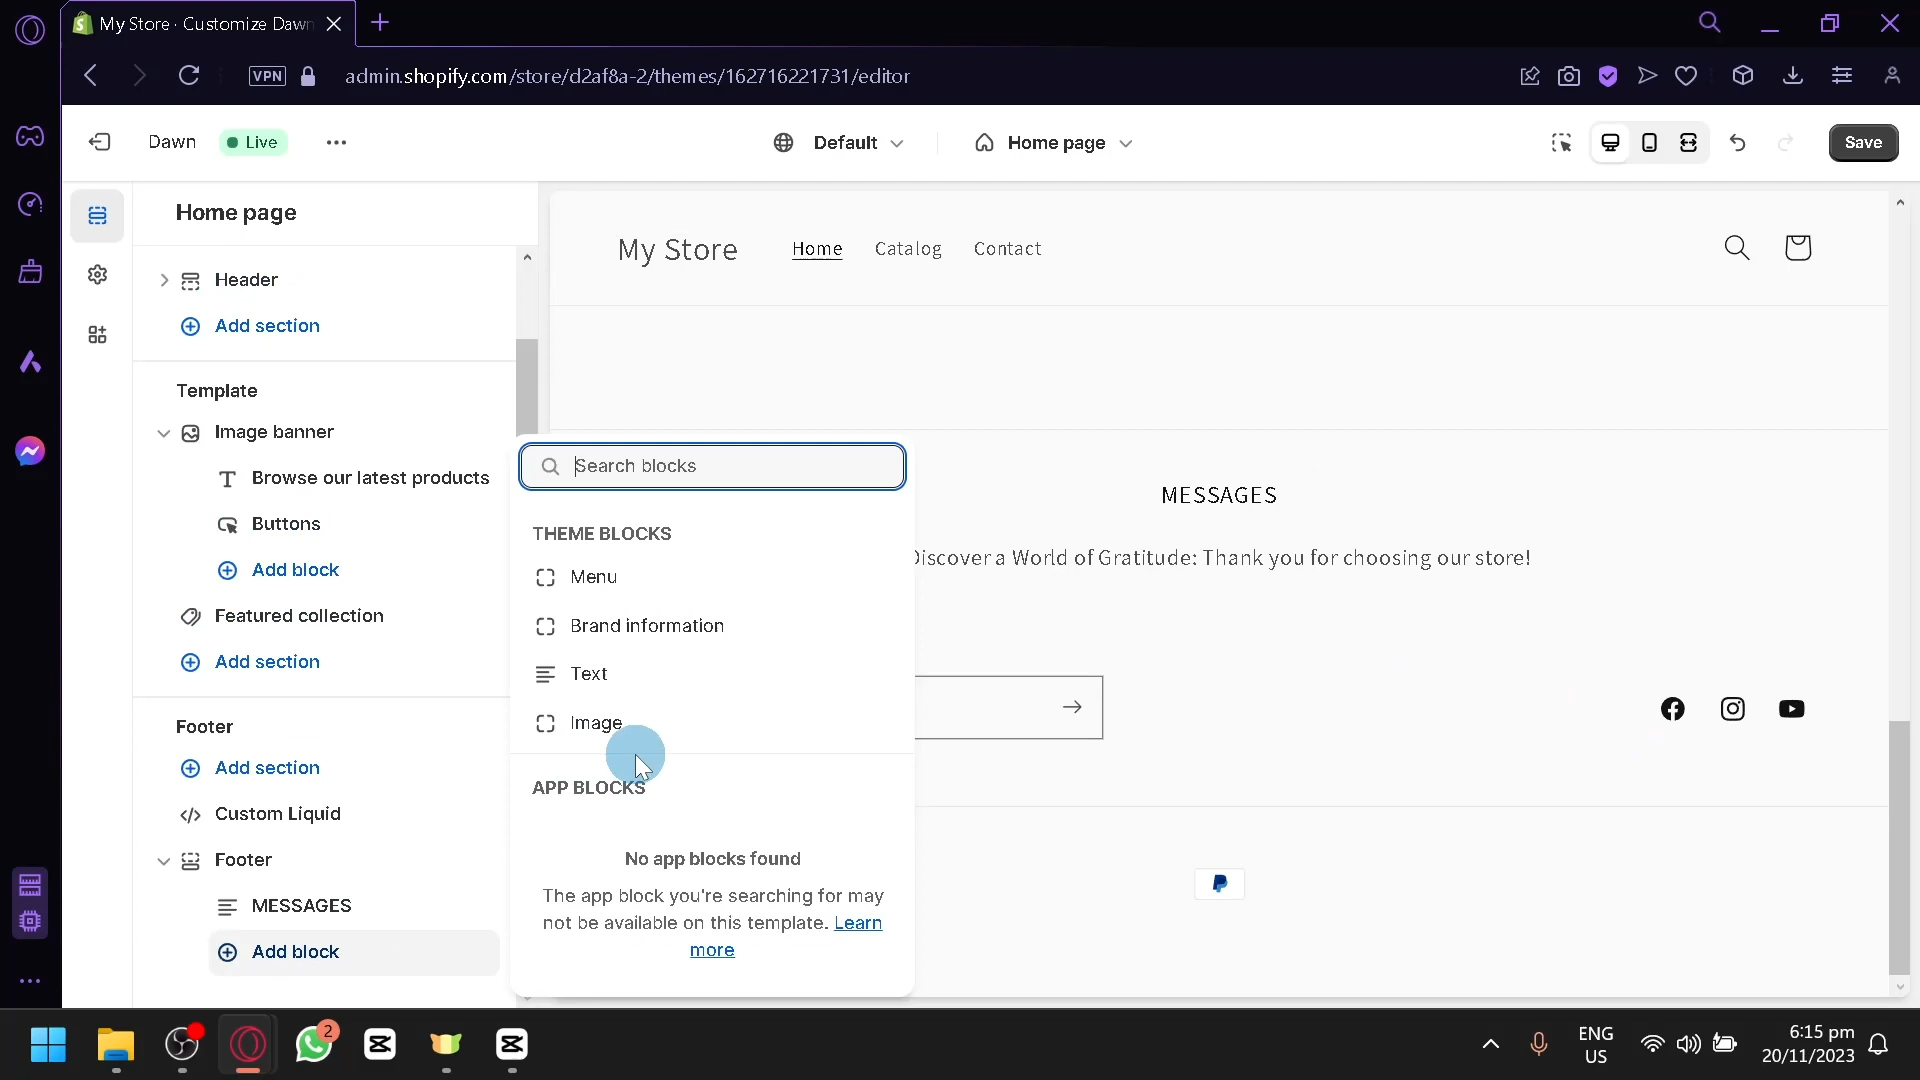 My Store · Customize Dawn
VPN
admin.shopify.com/store/d2af8a-2/themes/162716221731/editor
Dawn
Live
Default
Home page
Save
Home page
Header
Add section
Template
Image banner
Browse our latest products
Buttons
Add block
Featured collection
Add section
Footer
Add section
Custom Liquid
Footer
MESSAGES
Add block
Search blocks
THEME BLOCKS
Menu
Brand information
Text
Image
APP BLOCKS
No app blocks found
The app block you're searching for may
not be available on this template. Learn
more
My Store
Home
Catalog
Contact
MESSAGES
Discover a World of Gratitude: Thank you for choosing our store!
2
ENG
US
6:15 pm
20/11/2023